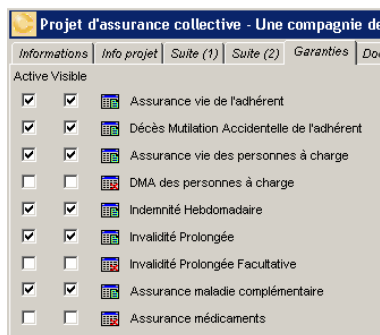 Projet d'assurance collective - Une compagnie de
Informations Info projet Suite (1) Suite (2) Garanties Do
Active Visible
Assurance vie de l'adhérent
Décès Mutilation Accidentelle de l'adhérent
Assurance vie des personnes à charge
DMA des personnes à charge
Indemnité Hebdomadaire
Invalidité Prolongée
Invalidité Prolongée Facultative
Assurance maladie complémentaire
Assurance médicaments